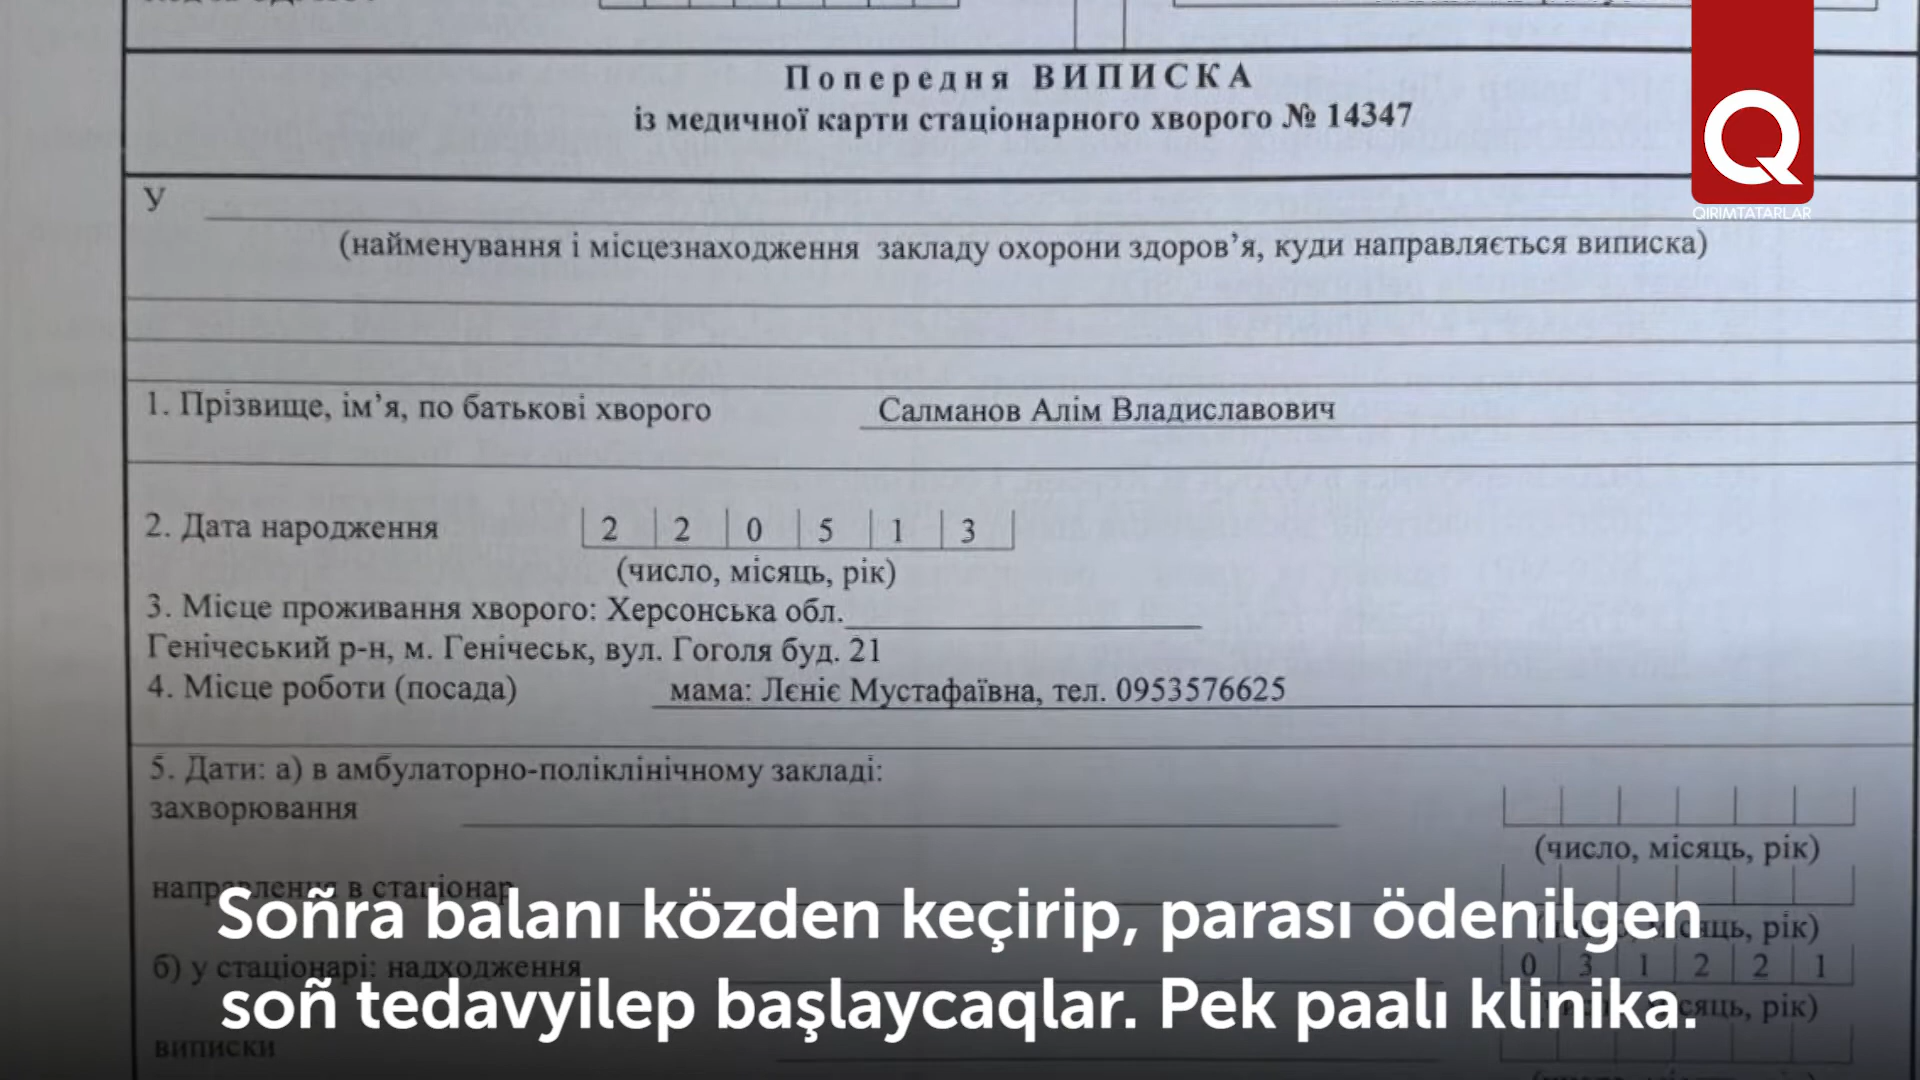 Попередня ВИПИСКА
із медичної карти стаціонарного хворого № 14347
QIRIMTATARLAR
У
(найменування і місцезнаходження закладу охорони здоров’я, куди направляється виписка)
1. Прізвище, ім’я, по батькові хворого Салманов Алім Владиславович
2. Дата народження 2 2 0 5 1 3
(число, місяць, рік)
3. Місце проживання хворого: Херсонська обл.
Генічеський р-н, м. Генічеськ, вул. Гоголя буд. 21
4. Місце роботи (посада) мама: Лєніє Мустафаївна, тел. 0953576625
5. Дати: а) в амбулаторно-поліклінічному закладі:
захворювання
(число, місяць, рік)
направлення в стаціонар
Soñra balanı közden keçirip, parası ödenilgen
б) у стаціонарі: надходження 0 3 1 2 2 1
soñ tedavyilep başlaycaqlar. Pek paalı klinika.
виписки